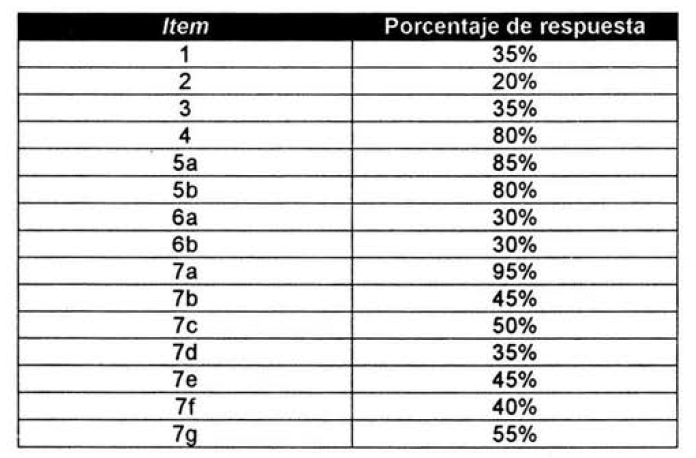 Item Porcentaje de respuesta
1 35%
2 20%
3 35%
4 80%
5a 85%
5b 80%
6a 30%
6b 30%
7a 95%
7b 45%
7c 50%
7d 35%
7e 45%
7f 40%
7g 55%